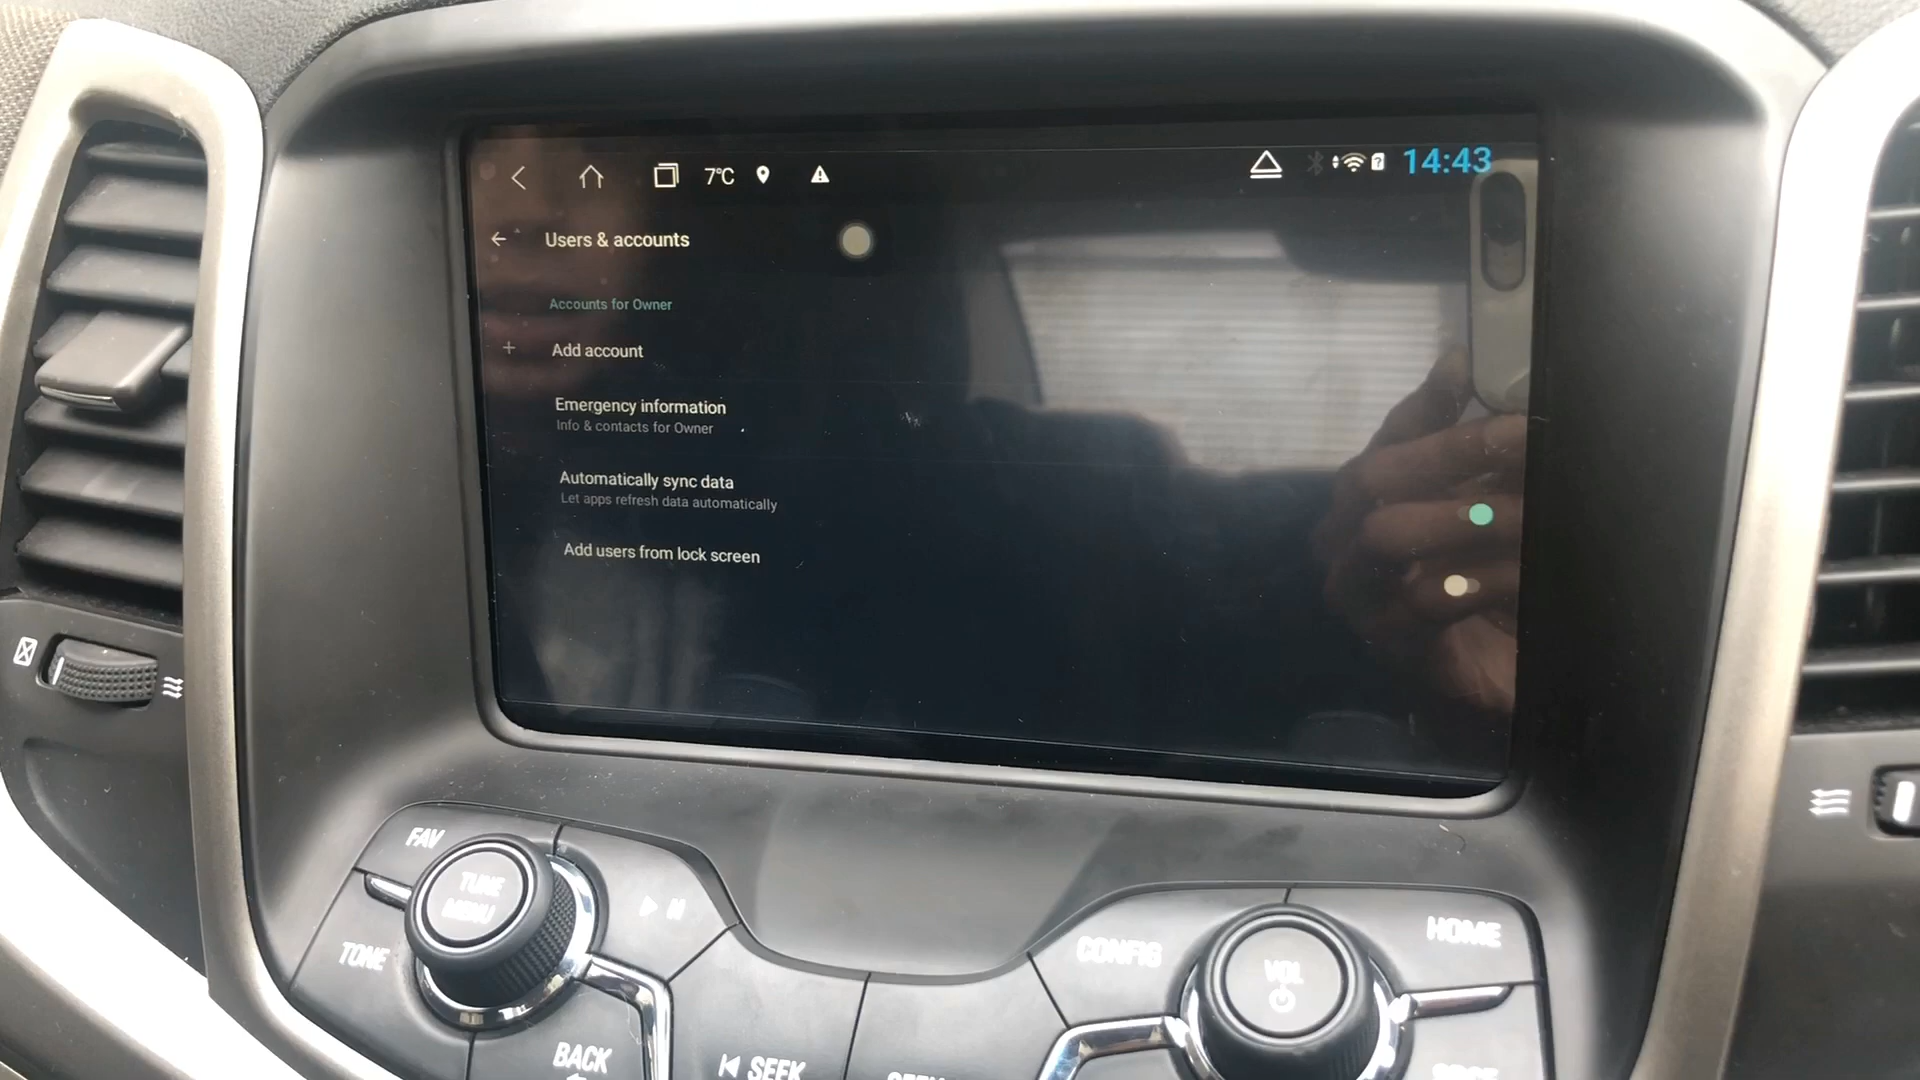 7°C
14:43
Users & accounts
Accounts for Owner
Add account
Emergency information
Info & contacts for Owner
Automatically sync data
Let apps refresh data automatically
Add users from lock screen
FAV
TUNE
MENU
TONE
BACK
SEEK
CONFIG
VOL
HOME